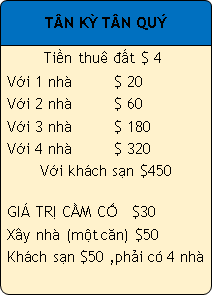 TÂN KỲ TÂN QUÝ
Tiền thuê đất $ 4
Với 1 nhà $ 20
Với 2 nhà $ 60
Với 3 nhà $ 180
Với 4 nhà $ 320
Với khách sạn $450
GIÁ TRỊ CẦM CỐ $30
Xây nhà (một căn) $50
Khách sạn $50 ,phải có 4 nhà